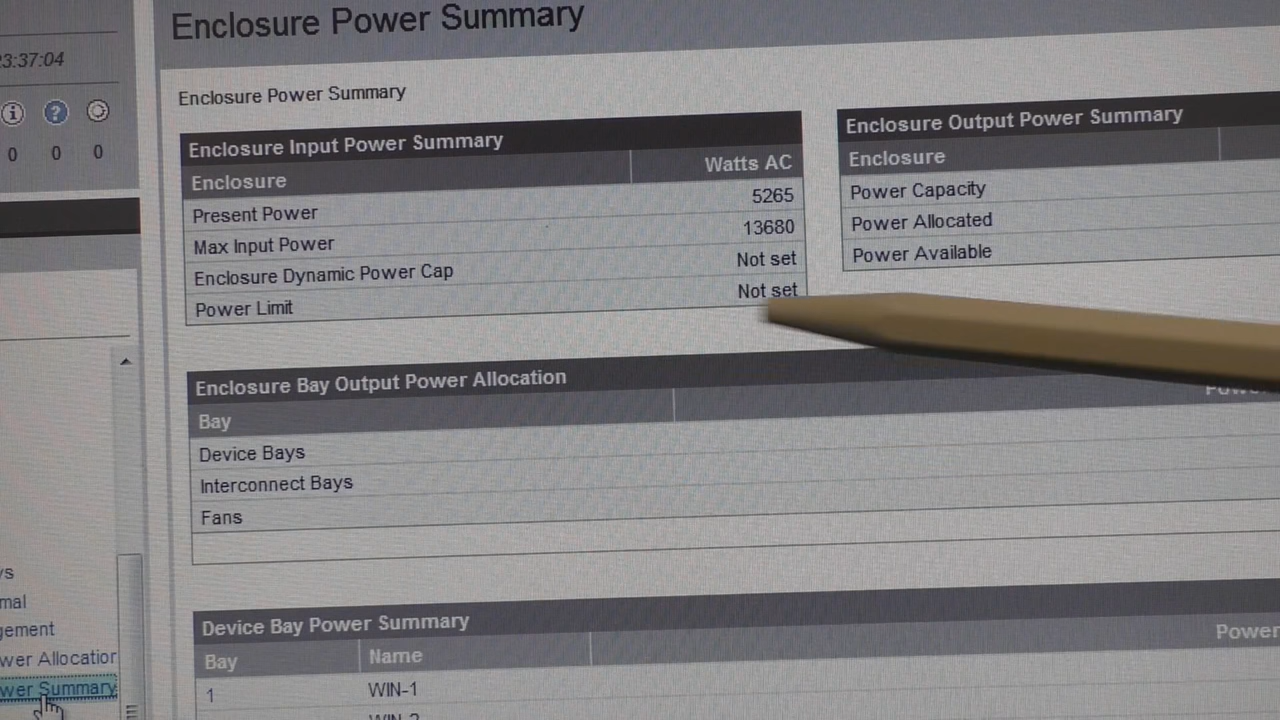 Enclosure Power Summary
3:37:04
0 0 0
Enclosure Power Summary
Enclosure Input Power Summary
Enclosure Watts AC
Present Power 5265
Max Input Power 13680
Enclosure Dynamic Power Cap Not set
Power Limit Not set
Enclosure Output Power Summary
Enclosure
Power Capacity
Power Allocated
Power Available
Enclosure Bay Output Power Allocation
Bay
Device Bays
Interconnect Bays
Fans
Device Bay Power Summary
Bay Name Power
1 WIN-1
ys
mal
gement
wer Allocation
wer Summary